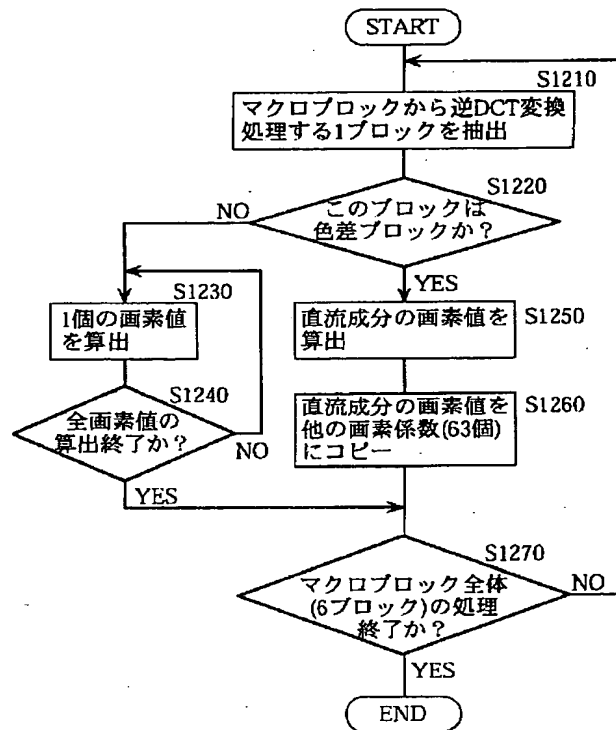 START
S1210
マクロブロックから逆DCT変換
処理する1ブロックを抽出
S1220
このブロックは
色差ブロックか？
NO
YES
S1230
1個の画素値
を算出
S1240
全画素値の
算出終了か？
NO
YES
直流成分の画素値を
算出
S1250
直流成分の画素値を
他の画素係数(63個)
にコピー
S1260
S1270
マクロブロック全体
(6ブロック)の処理
終了か？
NO
YES
END